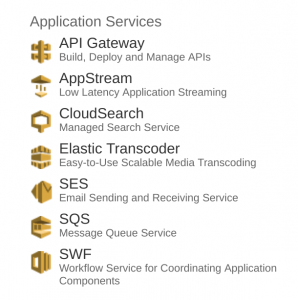 Application Services
API Gateway
Build, Deploy and Manage APIs
AppStream
Low Latency Application Streaming
CloudSearch
Managed Search Service
Elastic Transcoder
Easy-to-Use Scalable Media Transcoding
SES
Email Sending and Receiving Service
SQS
Message Queue Service
SWF
Workflow Service for Coordinating Application
Components